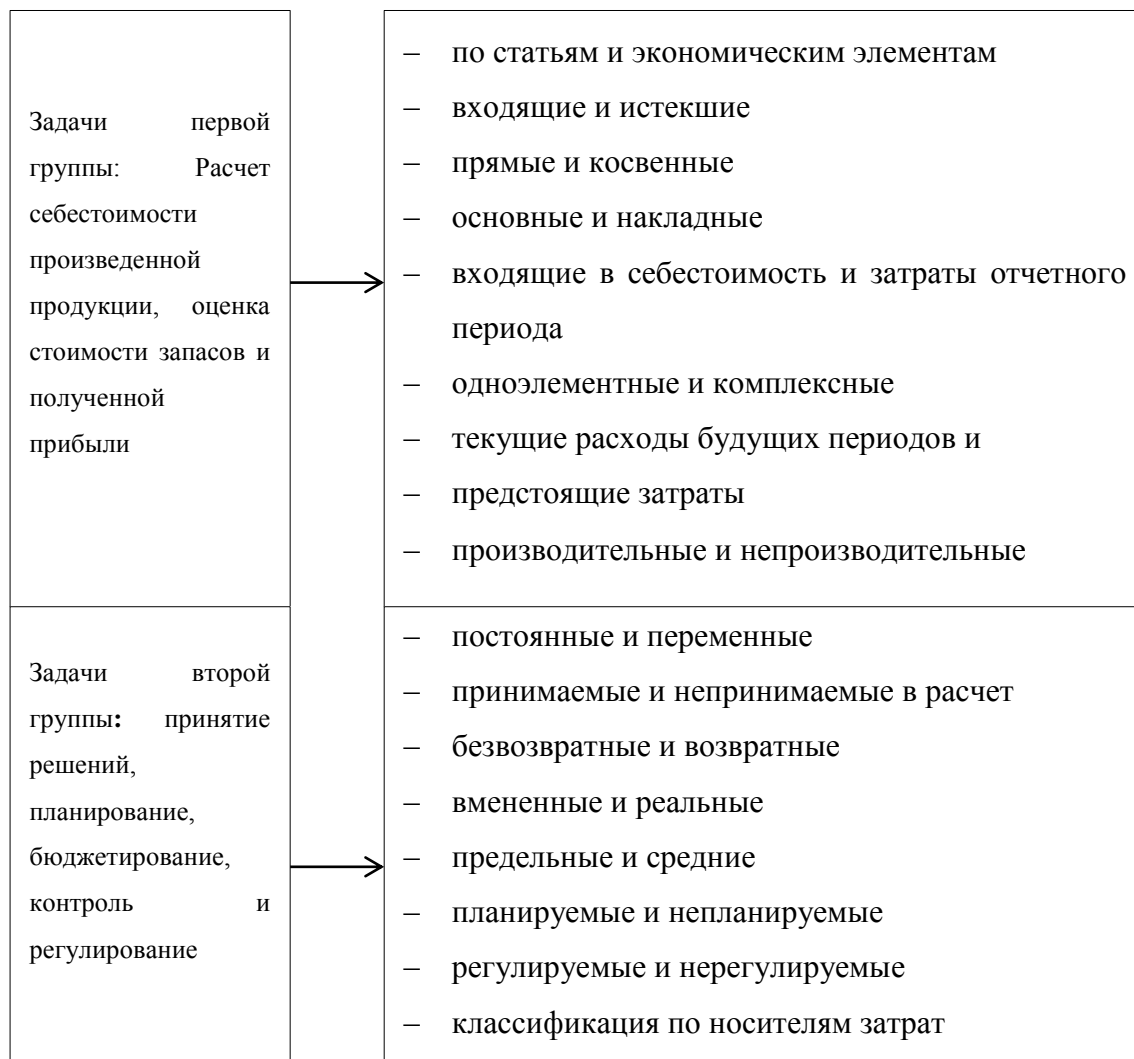 Задачи первой
группы: Расчет
себестоимости
произведенной
продукции, оценка
стоимости запасов и
полученной
прибыли
– по статьям и экономическим элементам
– входящие и истекшие
– прямые и косвенные
– основные и накладные
– входящие в себестоимость и затраты отчетного
периода
– одноэлементные и комплексные
– текущие расходы будущих периодов и
– предстоящие затраты
– производительные и непроизводительные
Задачи второй
группы: принятие
решений,
планирование,
бюджетирование,
контроль и
регулирование
– постоянные и переменные
– принимаемые и непринимаемые в расчет
– безвозвратные и возвратные
– вмененные и реальные
– предельные и средние
– планируемые и непланируемые
– регулируемые и нерегулируемые
– классификация по носителям затрат